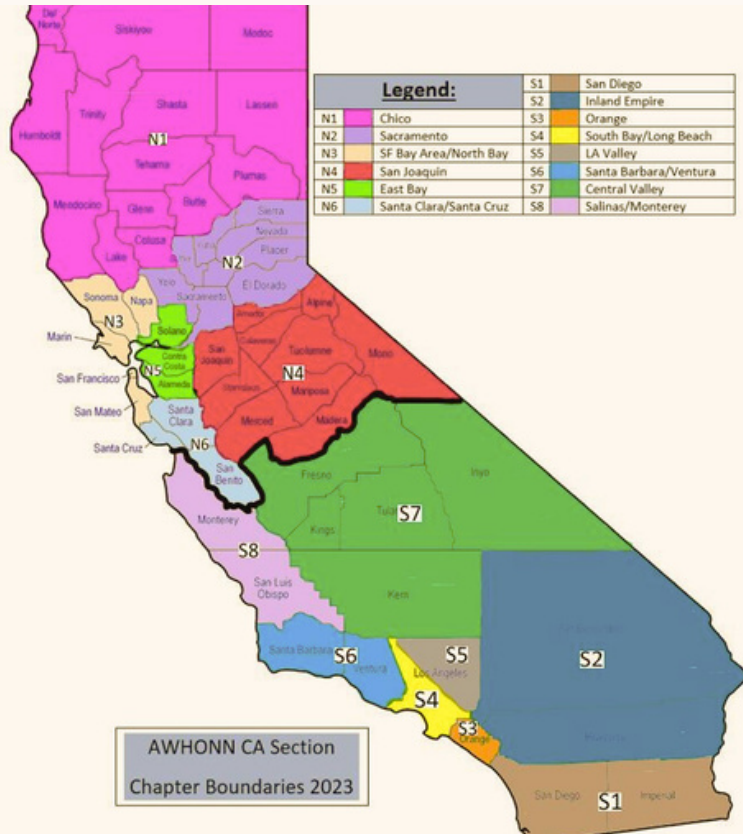 Del
Norte
Siskiyou
Modoc
Humboldt
Trinity
Shasta
Lassen
N1
Tehama
Plumas
Mendocino
Glenn
Butte
Lake
Colusa
Sierra
Nevada
Placer
N2
Yolo
El Dorado
Sacramento
Sonoma
Napa
N3
Solano
Marin
Contra
Costa
San Francisco
N5
Alameda
San Mateo
Santa
Clara
Santa Cruz
N6
San
Benito
Amador
Alpine
Calaveras
San
Joaquin
Tuolumne
Mono
Stanislaus
N4
Mariposa
Merced
Madera
Fresno
Inyo
Kings
S7
Monterey
S8
San Luis
Obispo
Kern
Santa Barbara
S6
Ventura
S5
Los Angeles
S4
S3
Orange
S2
San Diego
S1
Imperial
Legend:
N1 Chico
N2 Sacramento
N3 SF Bay Area/North Bay
N4 San Joaquin
N5 East Bay
N6 Santa Clara/Santa Cruz
S1 San Diego
S2 Inland Empire
S3 Orange
S4 South Bay/Long Beach
S5 LA Valley
S6 Santa Barbara/Ventura
S7 Central Valley
S8 Salinas/Monterey
AWHONN CA Section
Chapter Boundaries 2023